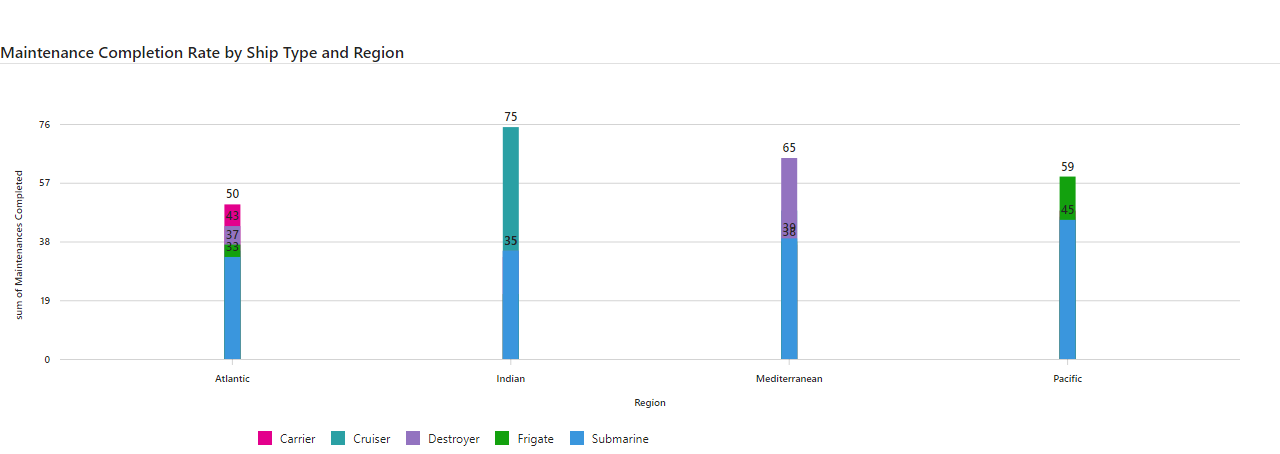 Maintenance Completion Rate by Ship Type and Region
sum of Maintenances Completed
76
57
38
19
0
50
43
37
33
75
35
65
39
38
59
45
Atlantic
Indian
Mediterranean
Pacific
Region
Carrier
Cruiser
Destroyer
Frigate
Submarine